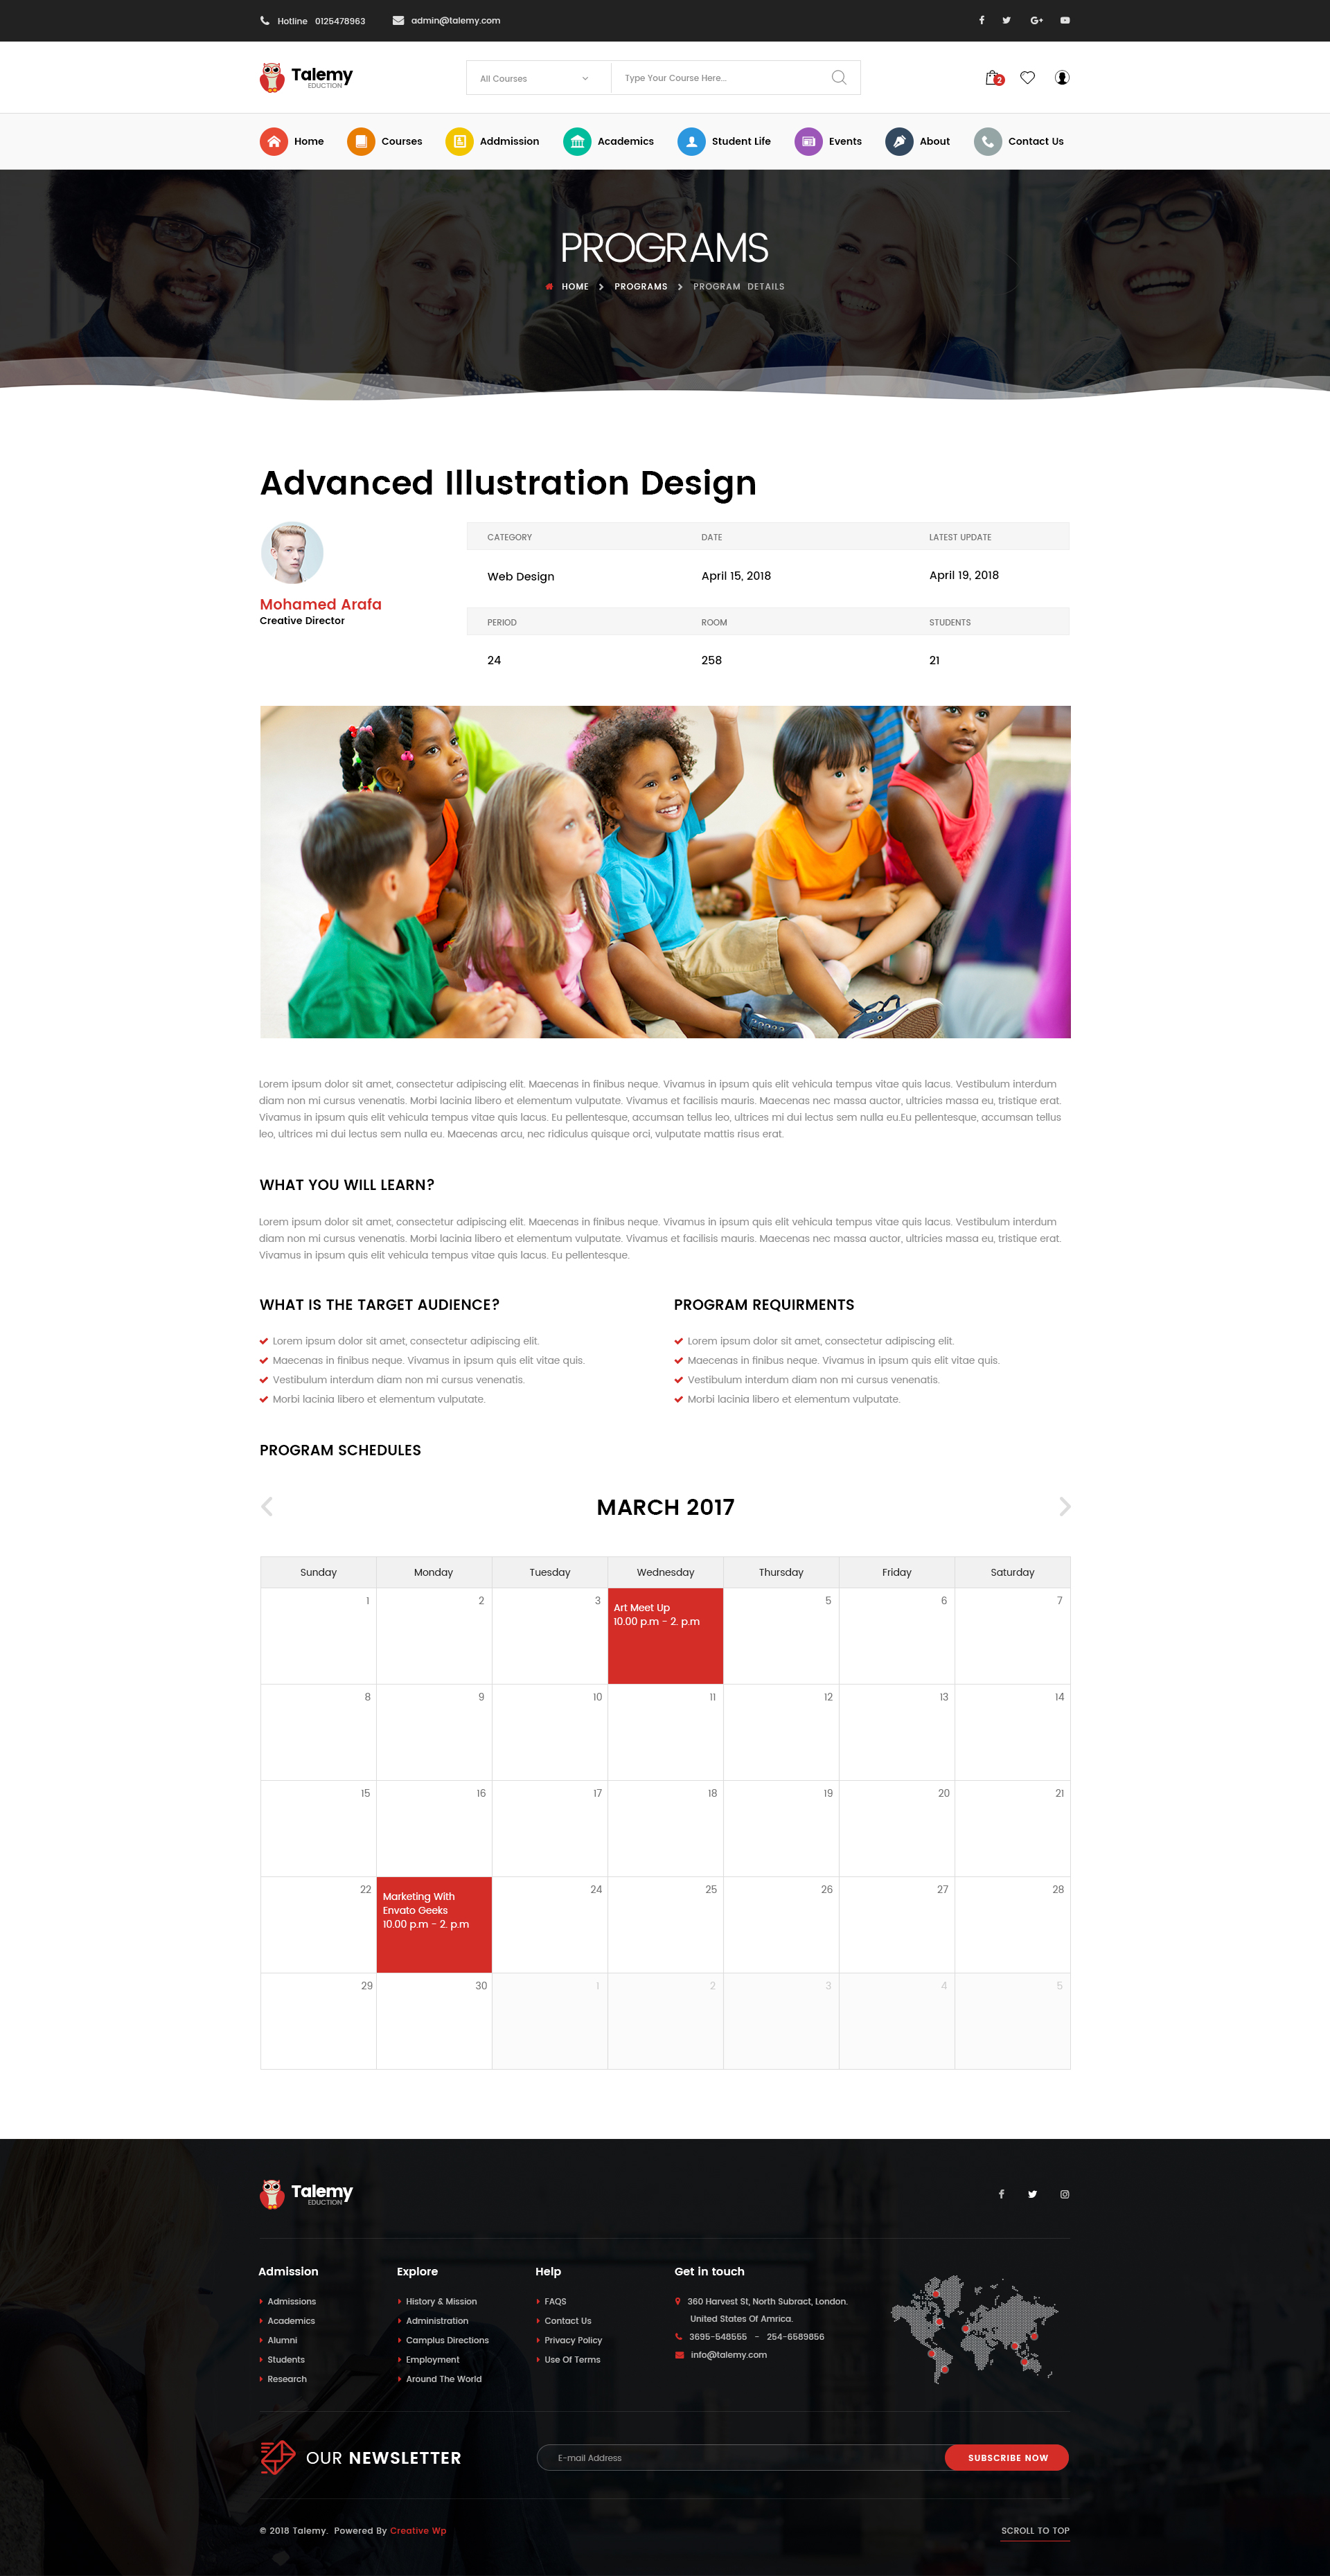 Hotline 0125478963 admin@talemy.com
Talemy
EDUCTION
All Courses
Type Your Course Here...
2
Home Courses Addmission Academics Student Life Events About Contact Us
PROGRAMS
HOME PROGRAMS PROGRAM DETAILS
Advanced Illustration Design
Mohamed Arafa
Creative Director
CATEGORY DATE LATEST UPDATE
Web Design April 15, 2018 April 19, 2018
PERIOD ROOM STUDENTS
24 258 21
Lorem ipsum dolor sit amet, consectetur adipiscing elit. Maecenas in finibus neque. Vivamus in ipsum quis elit vehicula tempus vitae quis lacus. Vestibulum interdum
diam non mi cursus venenatis. Morbi lacinia libero et elementum vulputate. Vivamus et facilisis mauris. Maecenas nec massa auctor, ultricies massa eu, tristique erat.
Vivamus in ipsum quis elit vehicula tempus vitae quis lacus. Eu pellentesque, accumsan tellus leo, ultrices mi dui lectus sem nulla eu.Eu pellentesque, accumsan tellus
leo, ultrices mi dui lectus sem nulla eu. Maecenas arcu, nec ridiculus quisque orci, vulputate mattis risus erat.
WHAT YOU WILL LEARN?
Lorem ipsum dolor sit amet, consectetur adipiscing elit. Maecenas in finibus neque. Vivamus in ipsum quis elit vehicula tempus vitae quis lacus. Vestibulum interdum
diam non mi cursus venenatis. Morbi lacinia libero et elementum vulputate. Vivamus et facilisis mauris. Maecenas nec massa auctor, ultricies massa eu, tristique erat.
Vivamus in ipsum quis elit vehicula tempus vitae quis lacus. Eu pellentesque.
WHAT IS THE TARGET AUDIENCE?
Lorem ipsum dolor sit amet, consectetur adipiscing elit.
Maecenas in finibus neque. Vivamus in ipsum quis elit vitae quis.
Vestibulum interdum diam non mi cursus venenatis.
Morbi lacinia libero et elementum vulputate.
PROGRAM REQUIRMENTS
Lorem ipsum dolor sit amet, consectetur adipiscing elit.
Maecenas in finibus neque. Vivamus in ipsum quis elit vitae quis.
Vestibulum interdum diam non mi cursus venenatis.
Morbi lacinia libero et elementum vulputate.
PROGRAM SCHEDULES
MARCH 2017
Sunday Monday Tuesday Wednesday Thursday Friday Saturday
1 2 3 5 6 7
Art Meet Up
10.00 p.m - 2. p.m
8 9 10 11 12 13 14
15 16 17 18 19 20 21
22 24 25 26 27 28
Marketing With
Envato Geeks
10.00 p.m - 2. p.m
29 30 1 2 3 4 5
Talemy
EDUCTION
Admission
Admissions
Academics
Alumni
Students
Research
Explore
History & Mission
Administration
Camplus Directions
Employment
Around The World
Help
FAQS
Contact Us
Privacy Policy
Use Of Terms
Get in touch
360 Harvest St, North Subract, London.
United States Of Amrica.
3695-548555 - 254-6589856
info@talemy.com
OUR NEWSLETTER
E-mail Address
SUBSCRIBE NOW
© 2018 Talemy. Powered By Creative Wp
SCROLL TO TOP